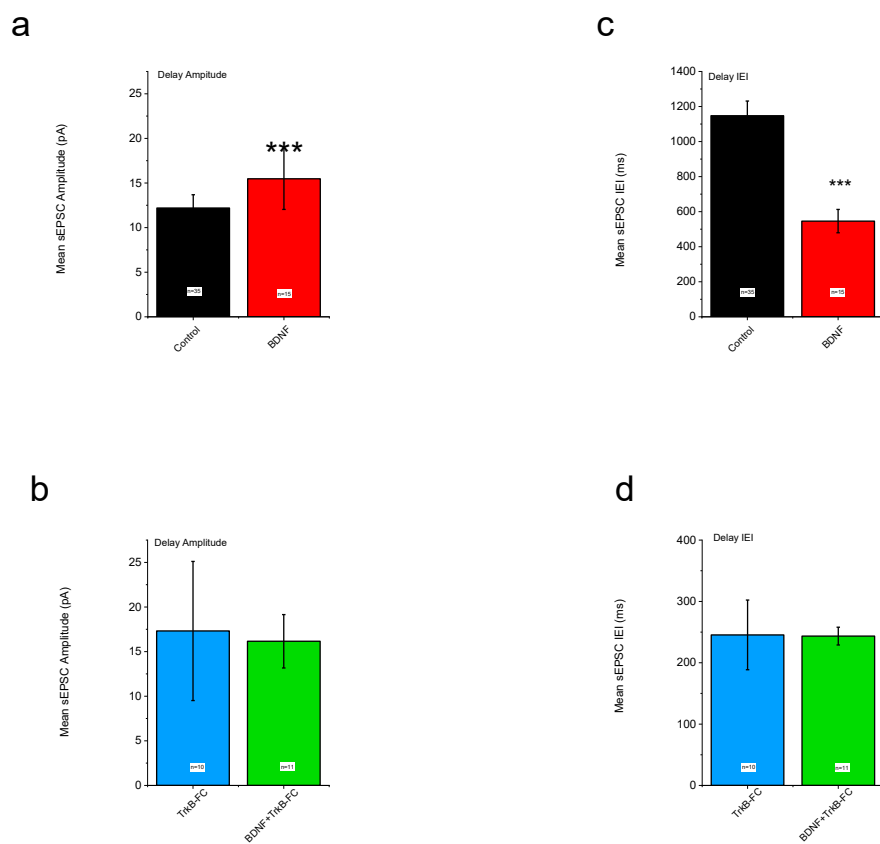 a
Delay Ampitude
Mean sEPSC Amplitude (pA)
25
20
15
10
5
0
***
n=35
n=15
Control
BDNF
c
Delay IEI
Mean sEPSC IEI (ms)
1400
1200
1000
800
600
400
200
0
***
n=35
n=15
Control
BDNF
b
Delay Amplitude
Mean sEPSC Amplitude (pA)
25
20
15
10
5
0
n=10
n=11
TrkB-FC
BDNF+TrkB-FC
d
Delay IEI
Mean sEPSC IEI (ms)
400
300
200
100
0
n=10
n=11
TrkB-FC
BDNF+TrkB-FC